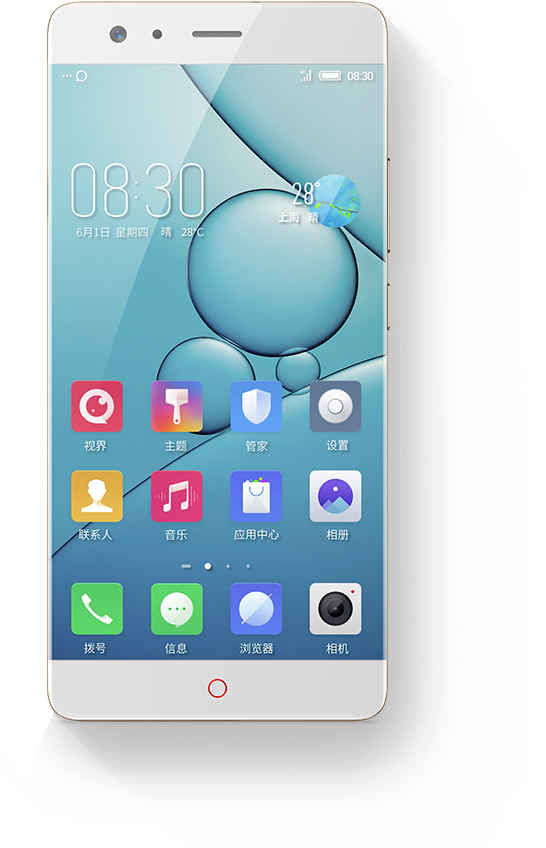 08:30
08:30
28°
上海 晴
6月1日 星期四 晴 28℃
视界 主题 管家 设置
联系人 音乐 应用中心 相册
拨号 信息 浏览器 相机